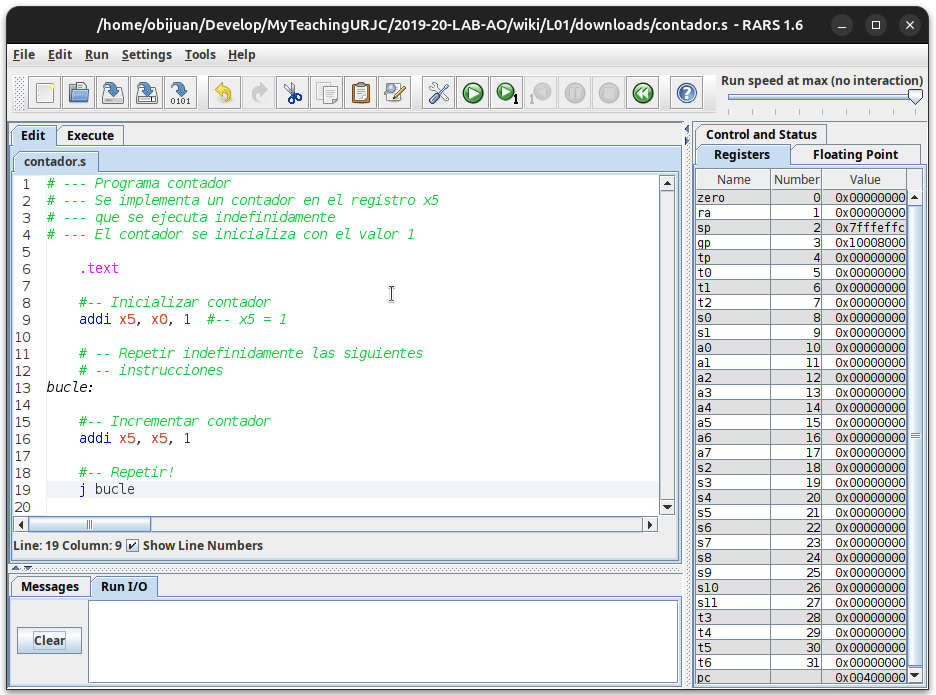 /home/obijuan/Develop/MyTeachingURJC/2019-20-LAB-AO/wiki/L01/downloads/contador.s - RARS 1.6
File Edit Run Settings Tools Help
Run speed at max (no interaction)
0101
1
1
Edit Execute
contador.s
1 # --- Programa contador
2 # --- Se implementa un contador en el registro x5
3 # --- que se ejecuta indefinidamente
4 # --- El contador se inicializa con el valor 1
5
6 .text
7
8 #-- Inicializar contador
9 addi x5, x0, 1 #-- x5 = 1
10
11 # -- Repetir indefinidamente las siguientes
12 # -- instrucciones
13 bucle:
14
15 #-- Incrementar contador
16 addi x5, x5, 1
17
18 #-- Repetir!
19 j bucle
20
Line: 19 Column: 9 Show Line Numbers
Messages Run I/O
Clear
Control and Status
Registers Floating Point
Name Number Value
zero 0 0x00000000
ra 1 0x00000000
sp 2 0x7fffeffc
gp 3 0x10008000
tp 4 0x00000000
t0 5 0x00000000
t1 6 0x00000000
t2 7 0x00000000
s0 8 0x00000000
s1 9 0x00000000
a0 10 0x00000000
a1 11 0x00000000
a2 12 0x00000000
a3 13 0x00000000
a4 14 0x00000000
a5 15 0x00000000
a6 16 0x00000000
a7 17 0x00000000
s2 18 0x00000000
s3 19 0x00000000
s4 20 0x00000000
s5 21 0x00000000
s6 22 0x00000000
s7 23 0x00000000
s8 24 0x00000000
s9 25 0x00000000
s10 26 0x00000000
s11 27 0x00000000
t3 28 0x00000000
t4 29 0x00000000
t5 30 0x00000000
t6 31 0x00000000
pc 0x00400000